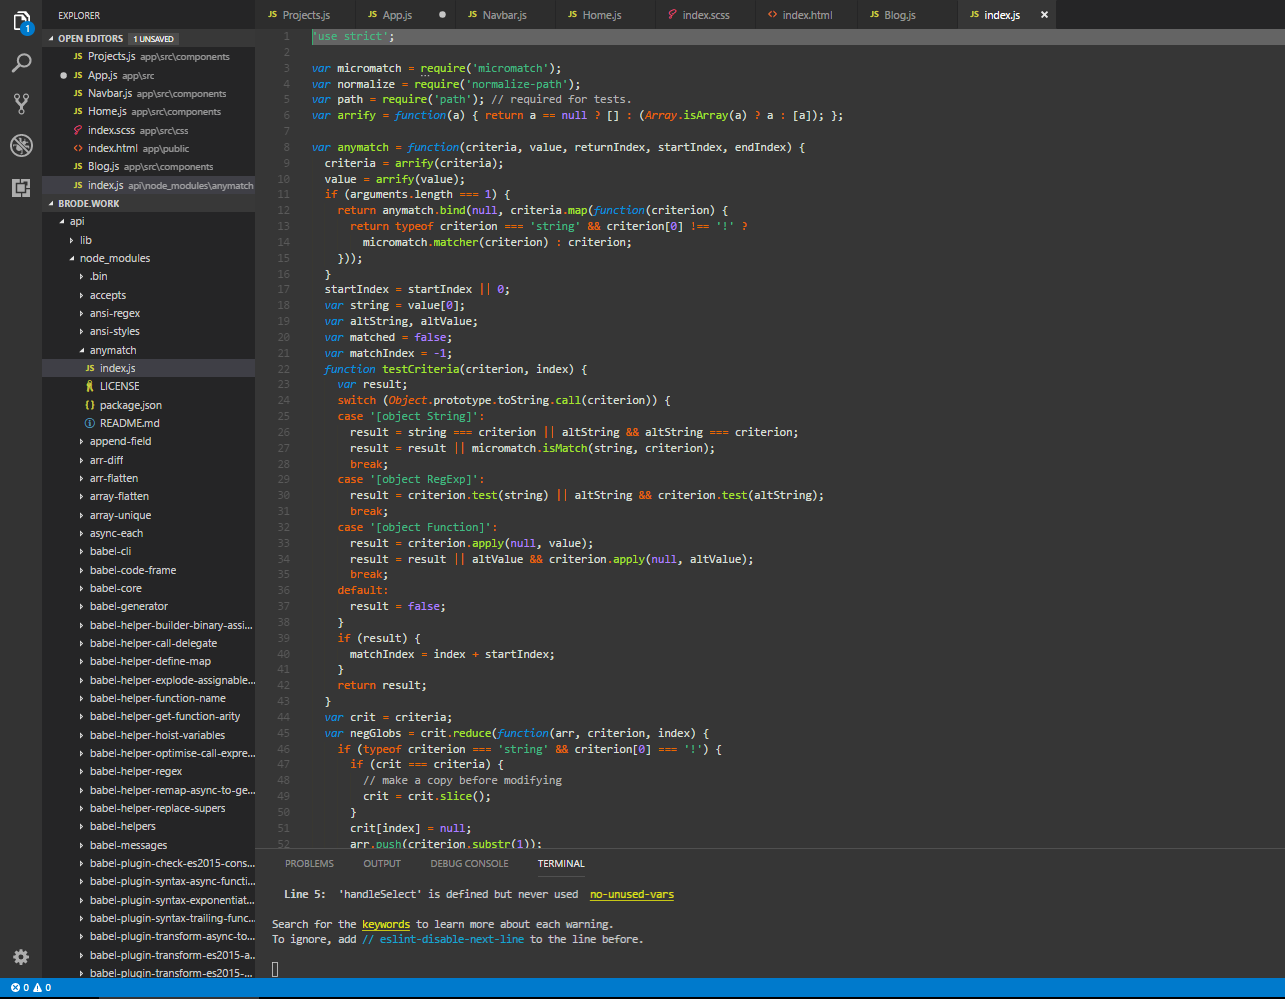 EXPLORER
OPEN EDITORS 1 UNSAVED
JS Projects.js app\src\components
JS App.js app\src
JS Navbar.js app\src\components
JS Home.js app\src\components
index.scss app\src\css
<> index.html app\public
JS Blog.js app\src\components
JS index.js api\node_modules\anymatch
BRODE.WORK
api
lib
node_modules
.bin
accepts
ansi-regex
ansi-styles
anymatch
JS index.js
LICENSE
{} package.json
README.md
append-field
arr-diff
arr-flatten
array-flatten
array-unique
async-each
babel-cli
babel-code-frame
babel-core
babel-generator
babel-helper-builder-binary-assi...
babel-helper-call-delegate
babel-helper-define-map
babel-helper-explode-assignable...
babel-helper-function-name
babel-helper-get-function-arity
babel-helper-hoist-variables
babel-helper-optimise-call-expre...
babel-helper-regex
babel-helper-remap-async-to-ge...
babel-helper-replace-supers
babel-helpers
babel-messages
babel-plugin-check-es2015-cons...
babel-plugin-syntax-async-functi...
babel-plugin-syntax-exponentiat...
babel-plugin-syntax-trailing-func...
babel-plugin-transform-async-to...
babel-plugin-transform-es2015-a...
babel-plugin-transform-es2015-...
1
JS Projects.js JS App.js JS Navbar.js JS Home.js index.scss <> index.html JS Blog.js JS index.js ×
1 'use strict';
2
3 var micromatch = require('micromatch');
4 var normalize = require('normalize-path');
5 var path = require('path'); // required for tests.
6 var arrify = function(a) { return a == null ? [] : (Array.isArray(a) ? a : [a]); };
7
8 var anymatch = function(criteria, value, returnIndex, startIndex, endIndex) {
9 criteria = arrify(criteria);
10 value = arrify(value);
11 if (arguments.length === 1) {
12 return anymatch.bind(null, criteria.map(function(criterion) {
13 return typeof criterion === 'string' && criterion[0] !== '!' ?
14 micromatch.matcher(criterion) : criterion;
15 }));
16 }
17 startIndex = startIndex || 0;
18 var string = value[0];
19 var altString, altValue;
20 var matched = false;
21 var matchIndex = -1;
22 function testCriteria(criterion, index) {
23 var result;
24 switch (Object.prototype.toString.call(criterion)) {
25 case '[object String]':
26 result = string === criterion || altString && altString === criterion;
27 result = result || micromatch.isMatch(string, criterion);
28 break;
29 case '[object RegExp]':
30 result = criterion.test(string) || altString && criterion.test(altString);
31 break;
32 case '[object Function]':
33 result = criterion.apply(null, value);
34 result = result || altValue && criterion.apply(null, altValue);
35 break;
36 default:
37 result = false;
38 }
39 if (result) {
40 matchIndex = index + startIndex;
41 }
42 return result;
43 }
44 var crit = criteria;
45 var negGlobs = crit.reduce(function(arr, criterion, index) {
46 if (typeof criterion === 'string' && criterion[0] === '!') {
47 if (crit === criteria) {
48 // make a copy before modifying
49 crit = crit.slice();
50 }
51 crit[index] = null;
52 arr.push(criterion.substr(1));
PROBLEMS OUTPUT DEBUG CONSOLE TERMINAL
Line 5: 'handleSelect' is defined but never used no-unused-vars
Search for the keywords to learn more about each warning.
To ignore, add // eslint-disable-next-line to the line before.
0 0